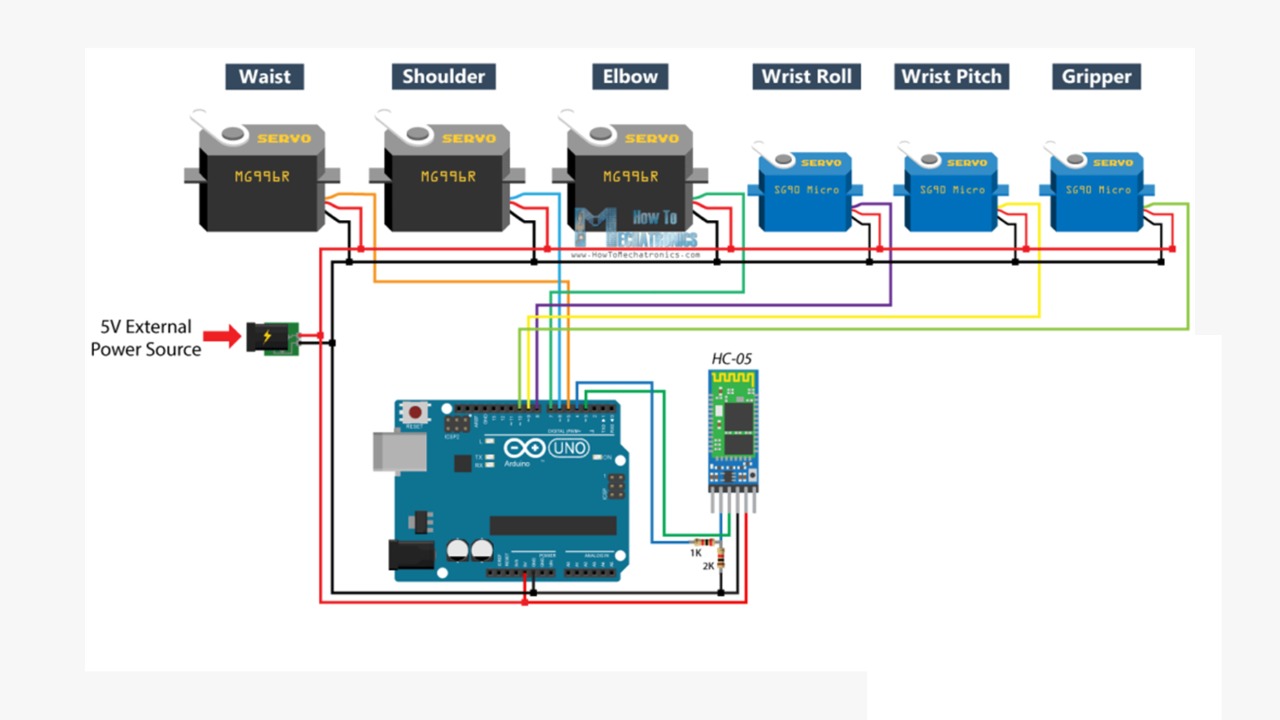 Waist
Shoulder
Elbow
Wrist Roll
Wrist Pitch
Gripper
SERVO
MG996R
SERVO
MG996R
SERVO
MG996R
SERVO
SG90 Micro
SERVO
SG90 Micro
SERVO
SG90 Micro
How To
MECHATRONICS
www.HowToMechatronics.com
5V External
Power Source
HC-05
RESET
ICSP2
AREF
GND
DIGITAL (PWM~)
L
TX
RX
UNO
ON
Arduino
ICSP
1K
2K
POWER
ANALOG IN